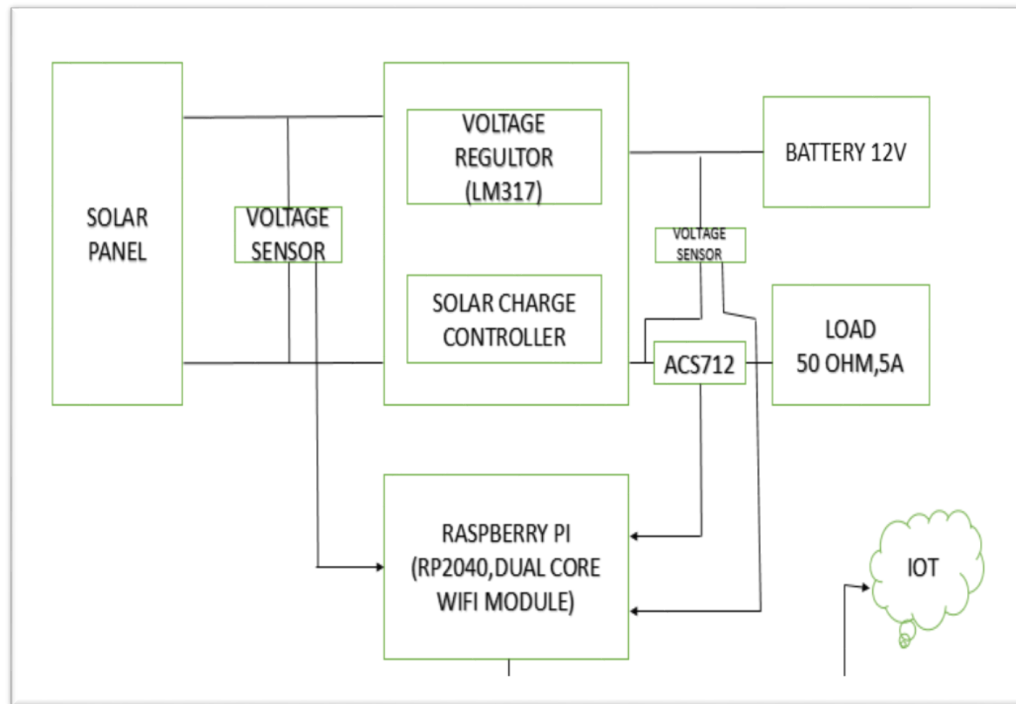 SOLAR
PANEL
VOLTAGE
SENSOR
VOLTAGE
REGULTOR
(LM317)
SOLAR CHARGE
CONTROLLER
BATTERY 12V
VOLTAGE
SENSOR
ACS712
LOAD
50 OHM,5A
RASPBERRY PI
(RP2040,DUAL CORE
WIFI MODULE)
IOT